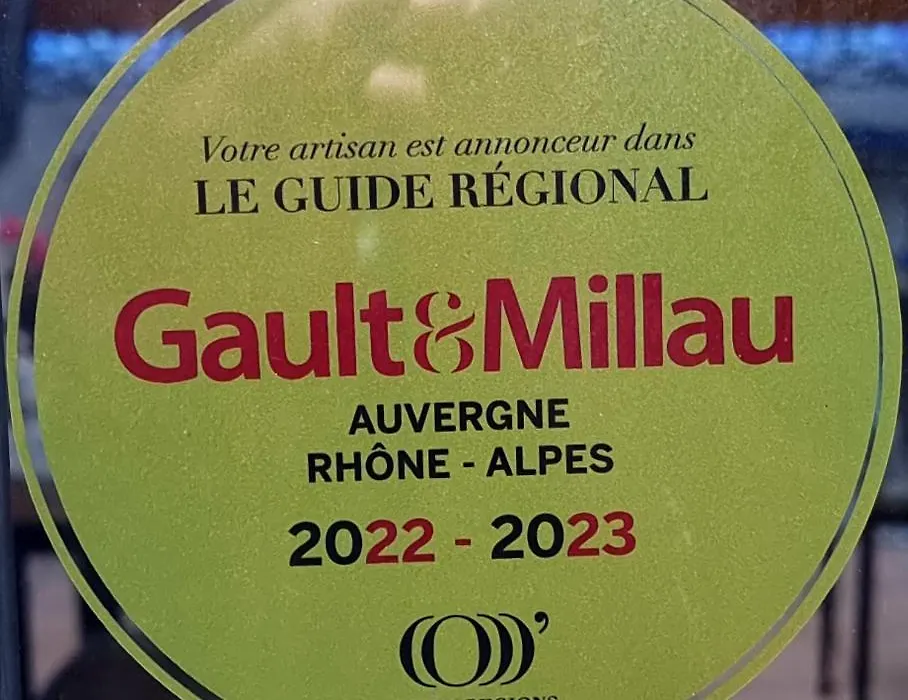 Votre artisan est annonceur dans
LE GUIDE RÉGIONAL
Gault&Millau
AUVERGNE
RHÔNE - ALPES
2022 - 2023